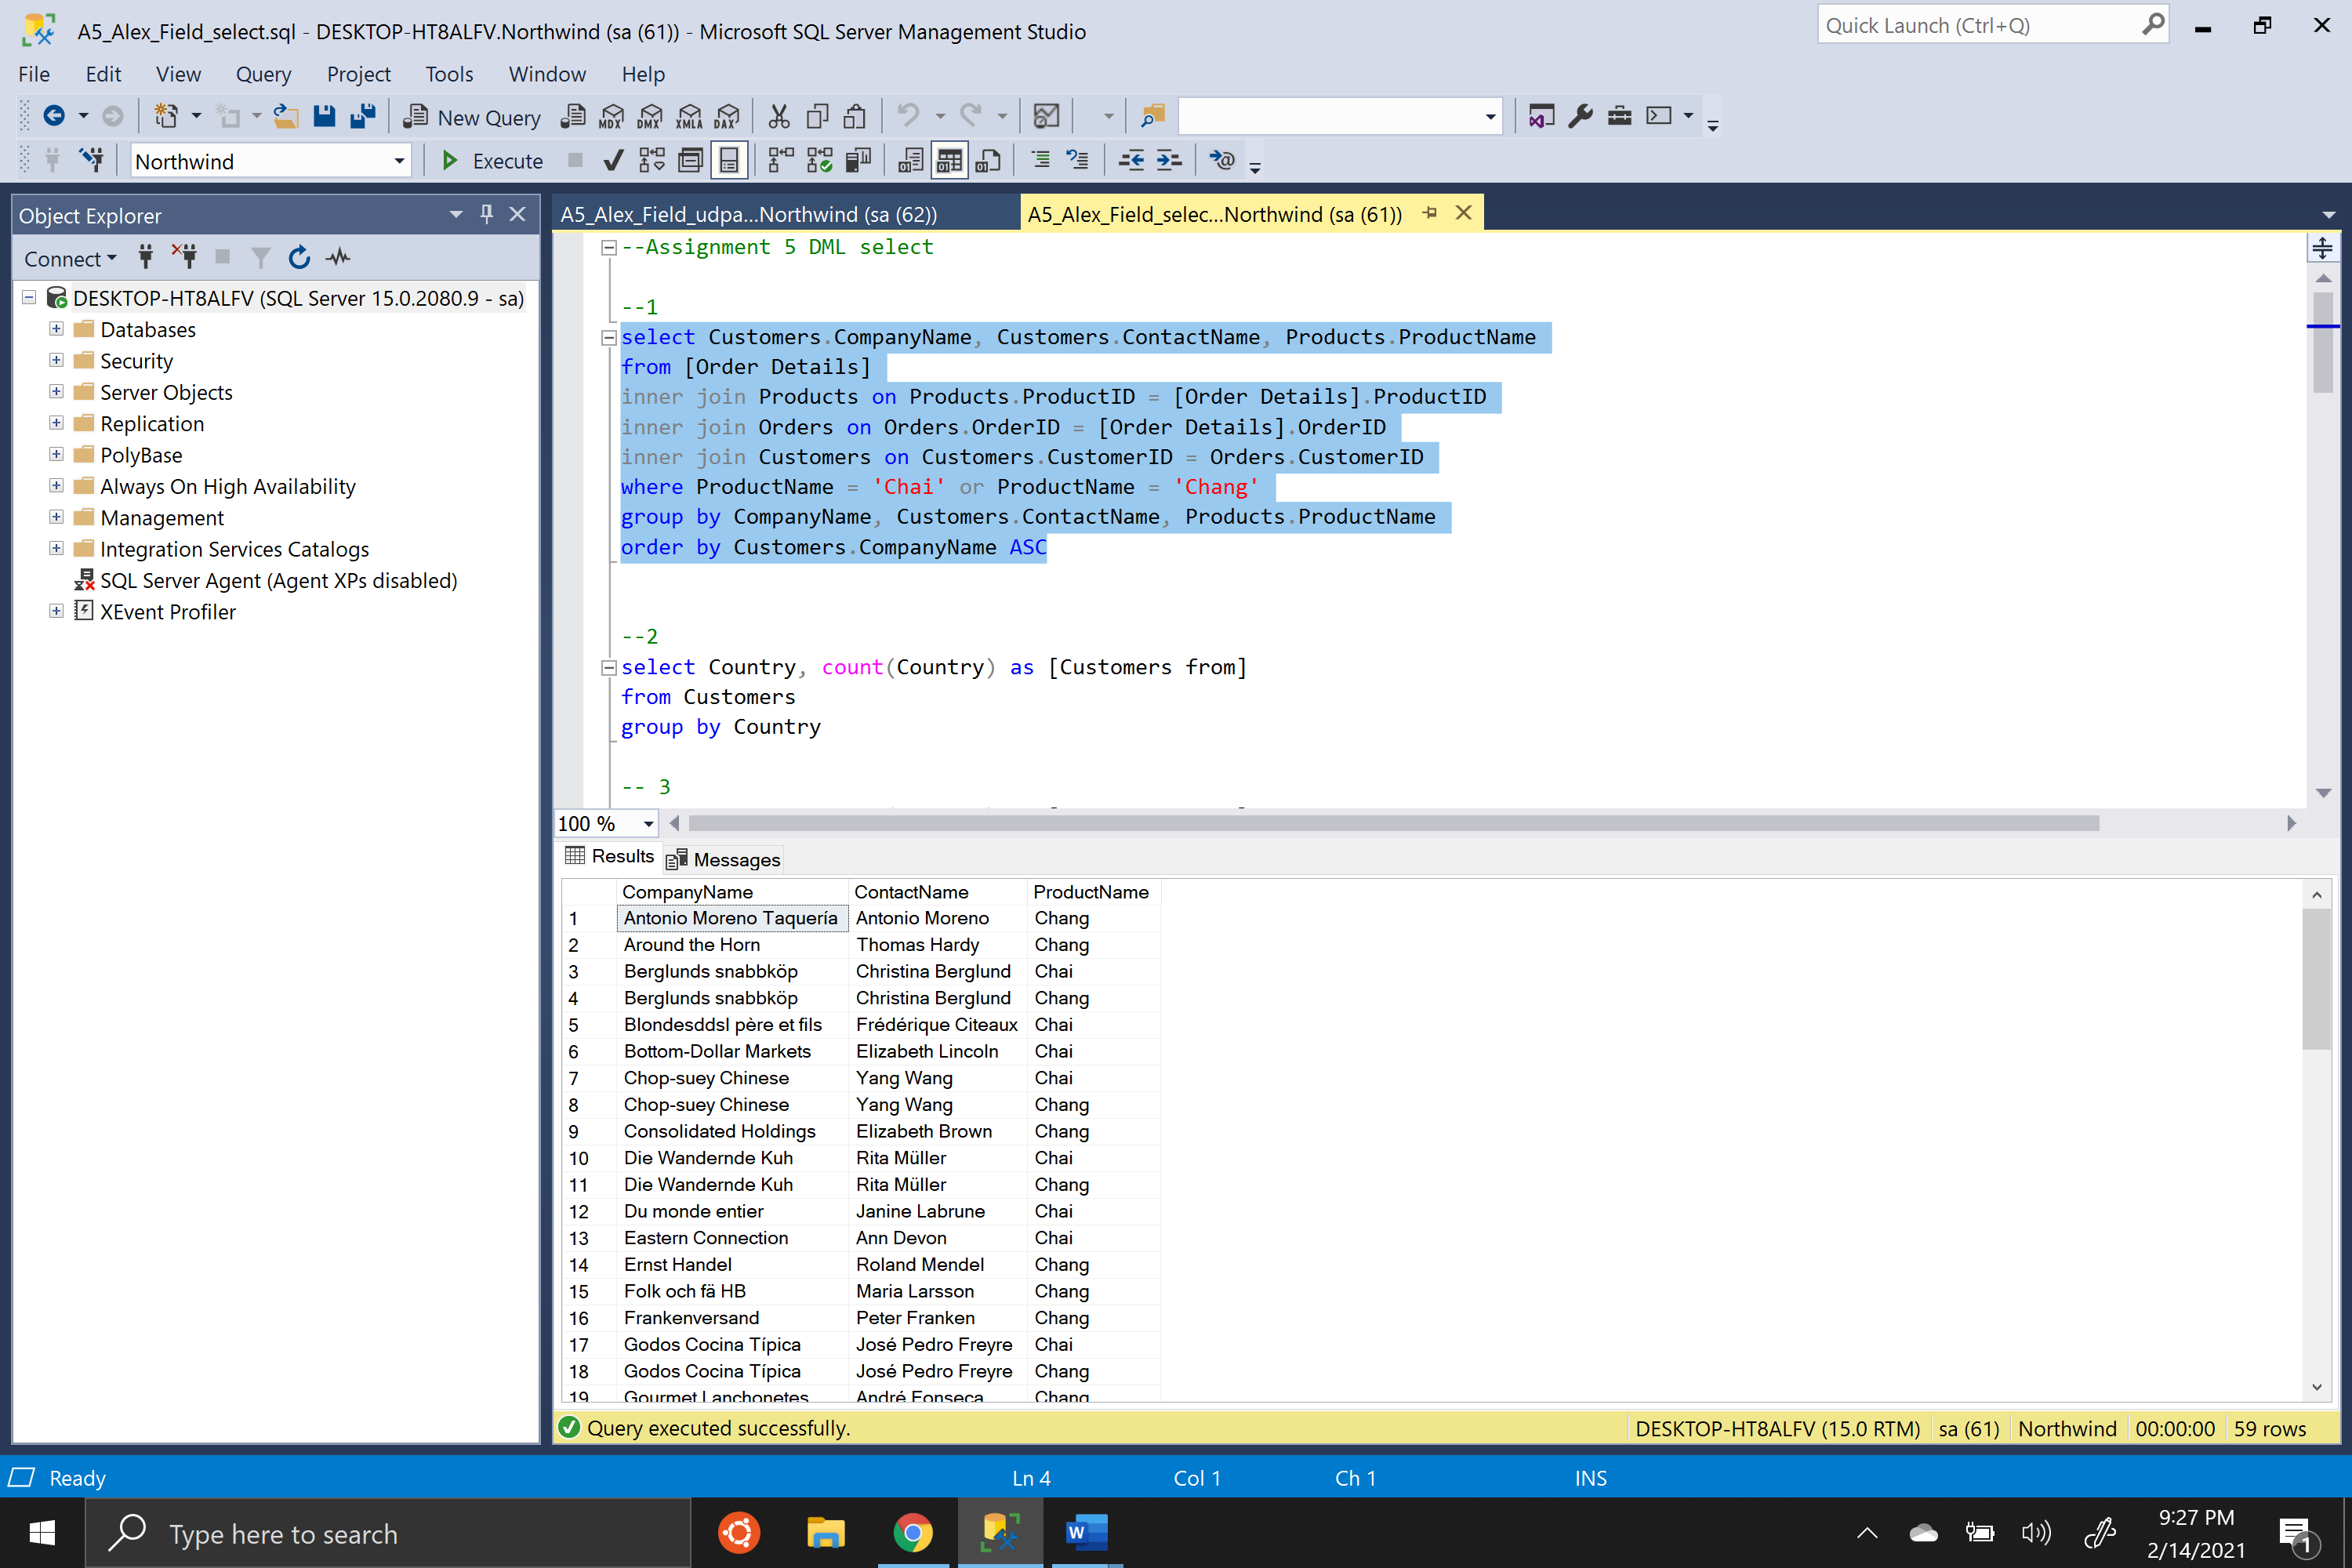 A5_Alex_Field_select.sql - DESKTOP-HT8ALFV.Northwind (sa (61)) - Microsoft SQL Server Management Studio
Quick Launch (Ctrl+Q)
File Edit View Query Project Tools Window Help
New Query MDX DMX XMLA DAX
Northwind Execute
Object Explorer
A5_Alex_Field_udpa...Northwind (sa (62)) A5_Alex_Field_selec...Northwind (sa (61))
Connect
DESKTOP-HT8ALFV (SQL Server 15.0.2080.9 - sa)
Databases
Security
Server Objects
Replication
PolyBase
Always On High Availability
Management
Integration Services Catalogs
SQL Server Agent (Agent XPs disabled)
XEvent Profiler
--Assignment 5 DML select
--1
select Customers.CompanyName, Customers.ContactName, Products.ProductName
from [Order Details]
inner join Products on Products.ProductID = [Order Details].ProductID
inner join Orders on Orders.OrderID = [Order Details].OrderID
inner join Customers on Customers.CustomerID = Orders.CustomerID
where ProductName = 'Chai' or ProductName = 'Chang'
group by CompanyName, Customers.ContactName, Products.ProductName
order by Customers.CompanyName ASC
--2
select Country, count(Country) as [Customers from]
from Customers
group by Country
-- 3
100 %
Results Messages
CompanyName ContactName ProductName
1 Antonio Moreno Taquería Antonio Moreno Chang
2 Around the Horn Thomas Hardy Chang
3 Berglunds snabbköp Christina Berglund Chai
4 Berglunds snabbköp Christina Berglund Chang
5 Blondesddsl père et fils Frédérique Citeaux Chai
6 Bottom-Dollar Markets Elizabeth Lincoln Chai
7 Chop-suey Chinese Yang Wang Chai
8 Chop-suey Chinese Yang Wang Chang
9 Consolidated Holdings Elizabeth Brown Chang
10 Die Wandernde Kuh Rita Müller Chai
11 Die Wandernde Kuh Rita Müller Chang
12 Du monde entier Janine Labrune Chai
13 Eastern Connection Ann Devon Chai
14 Ernst Handel Roland Mendel Chang
15 Folk och fä HB Maria Larsson Chang
16 Frankenversand Peter Franken Chang
17 Godos Cocina Típica José Pedro Freyre Chai
18 Godos Cocina Típica José Pedro Freyre Chang
19 Gourmet Lanchonetes André Fonseca Chang
Query executed successfully. DESKTOP-HT8ALFV (15.0 RTM) sa (61) Northwind 00:00:00 59 rows
Ready Ln 4 Col 1 Ch 1 INS
Type here to search
9:27 PM
2/14/2021
1